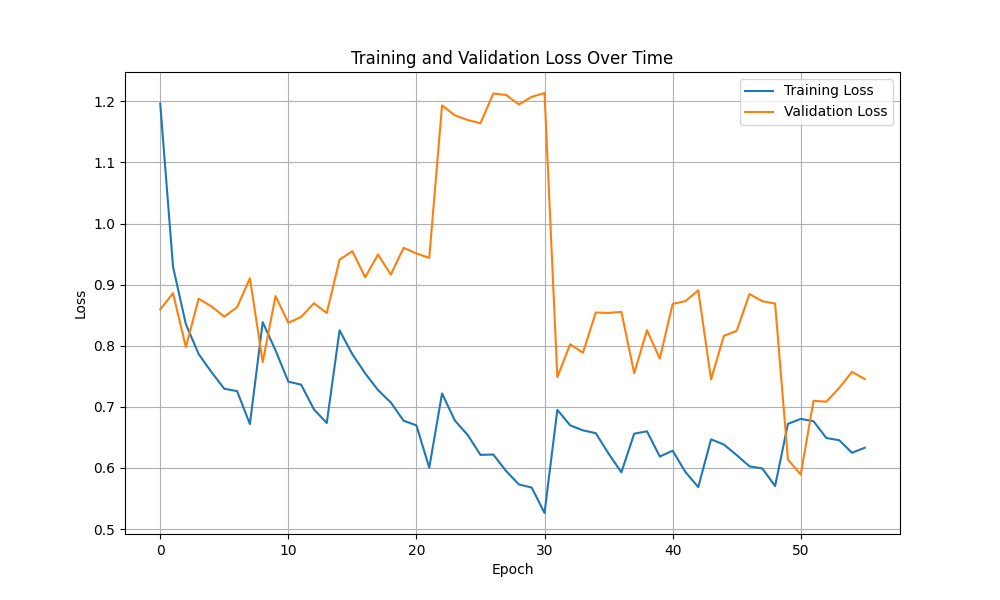 Training and Validation Loss Over Time
Training Loss
Validation Loss
Loss
1.2
1.1
1.0
0.9
0.8
0.7
0.6
0.5
0 10 20 30 40 50
Epoch